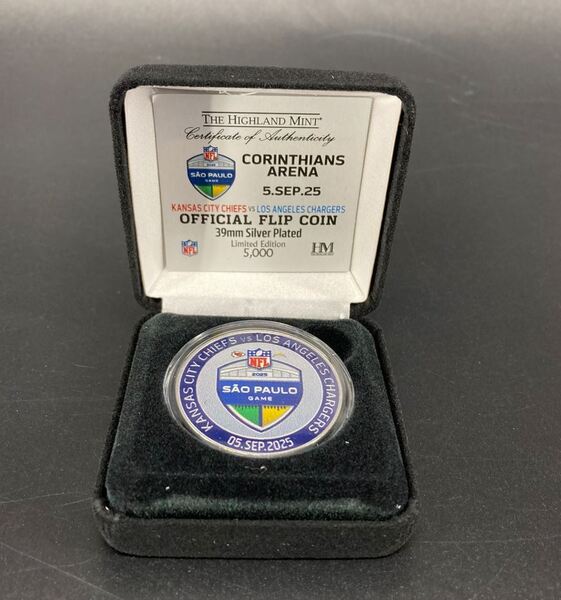 THE HIGHLAND MINT®
Certificate of Authenticity
NFL
2025
SÃO PAULO
GAME
CORINTHIANS
ARENA
5.SEP.25
KANSAS CITY CHIEFS VS LOS ANGELES CHARGERS
OFFICIAL FLIP COIN
39mm Silver Plated
Limited Edition
5,000
NFL
HM
KANSAS CITY CHIEFS VS LOS ANGELES CHARGERS
NFL
2025
SÃO PAULO
GAME
05.SEP.2025